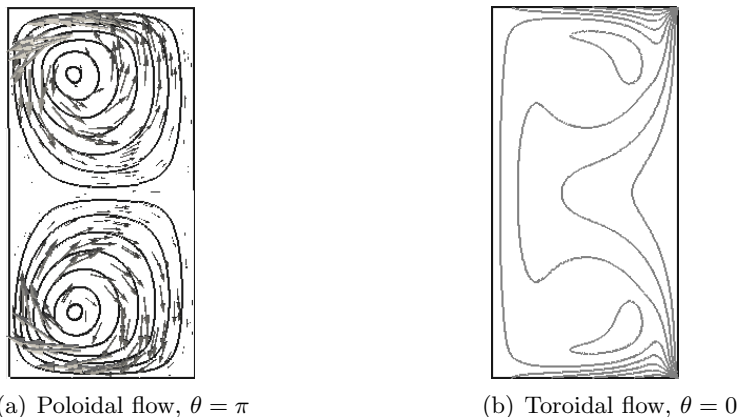 a) Poloidal flow, θ = π
(b) Toroidal flow, θ = 0